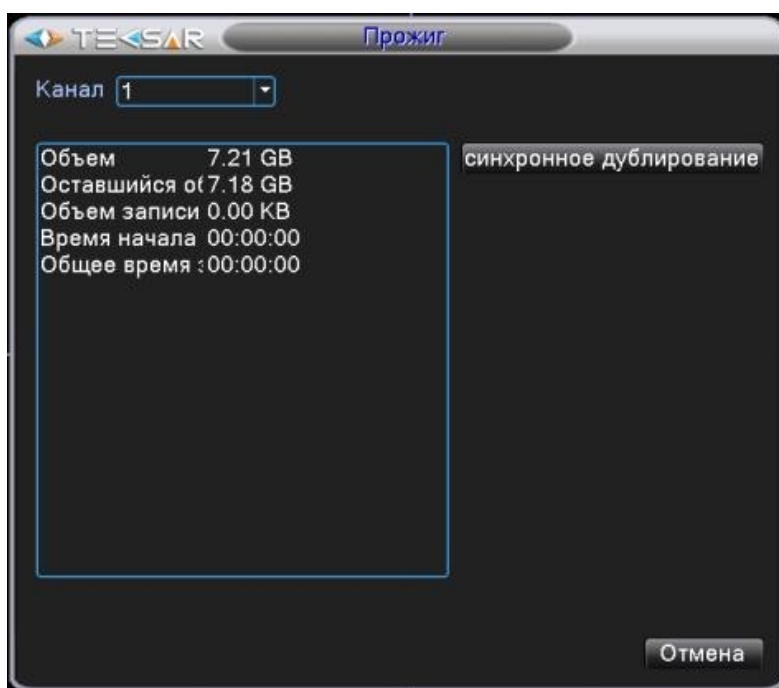 TEKSAR Прожиг
Канал 1
Объем 7.21 GB
Оставшийся об 7.18 GB
Объем записи 0.00 KB
Время начала 00:00:00
Общее время з 00:00:00
синхронное дублирование
Отмена